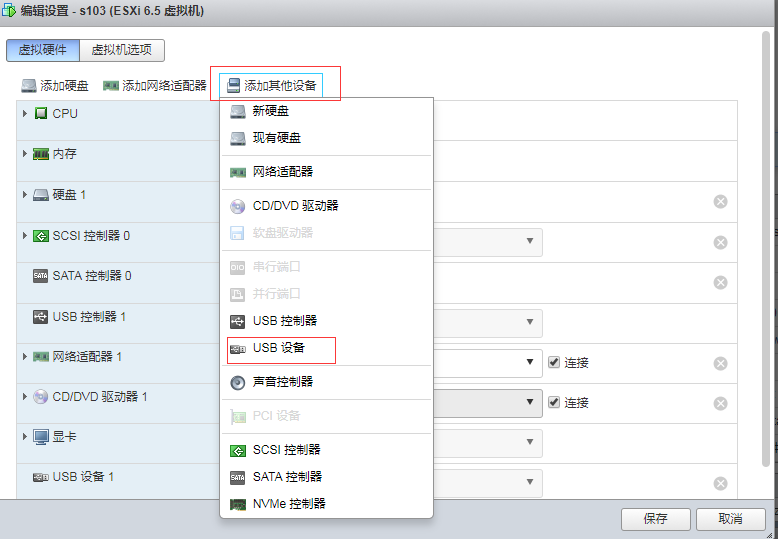 编辑设置 - s103 (ESXi 6.5 虚拟机)
虚拟硬件 虚拟机选项
添加硬盘 添加网络适配器 添加其他设备
CPU
内存
硬盘 1
SCSI 控制器 0
SATA 控制器 0
USB 控制器 1
网络适配器 1
CD/DVD 驱动器 1
显卡
USB 设备 1
新硬盘
现有硬盘
网络适配器
CD/DVD 驱动器
软盘驱动器
串行端口
并行端口
USB 控制器
USB 设备
声音控制器
PCI 设备
SCSI 控制器
SATA 控制器
NVMe 控制器
连接
连接
保存 取消